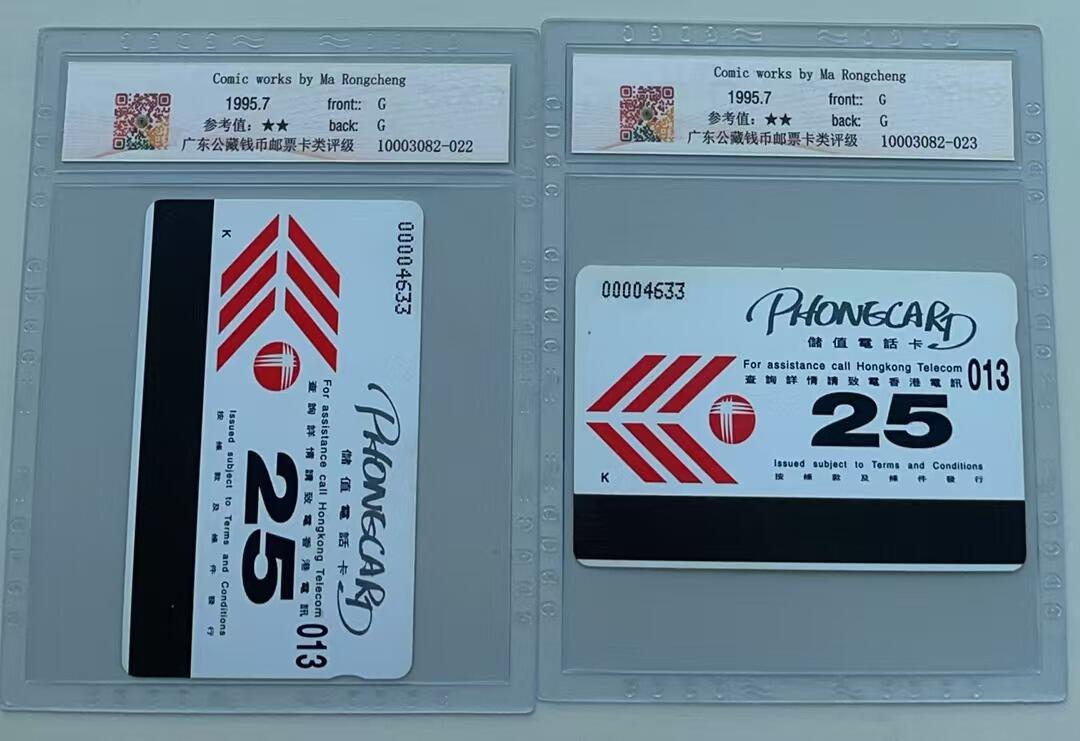 Comic works by Ma Rongcheng
1995.7 front:: G
参考值：★★ back: G
广东公藏钱币邮票卡类评级 10003082-022
00004633
PHONECARD
儲值電話卡
For assistance call Hongkong Telecom 013
查詢詳情請致電香港電訊
25
Issued subject to Terms and Conditions
按條款及條件發行
K
Comic works by Ma Rongcheng
1995.7 front:: G
参考值：★★ back: G
广东公藏钱币邮票卡类评级 10003082-023
00004633
PHONECARD
儲值電話卡
For assistance call Hongkong Telecom 013
查詢詳情請致電香港電訊
25
Issued subject to Terms and Conditions
按條款及條件發行
K